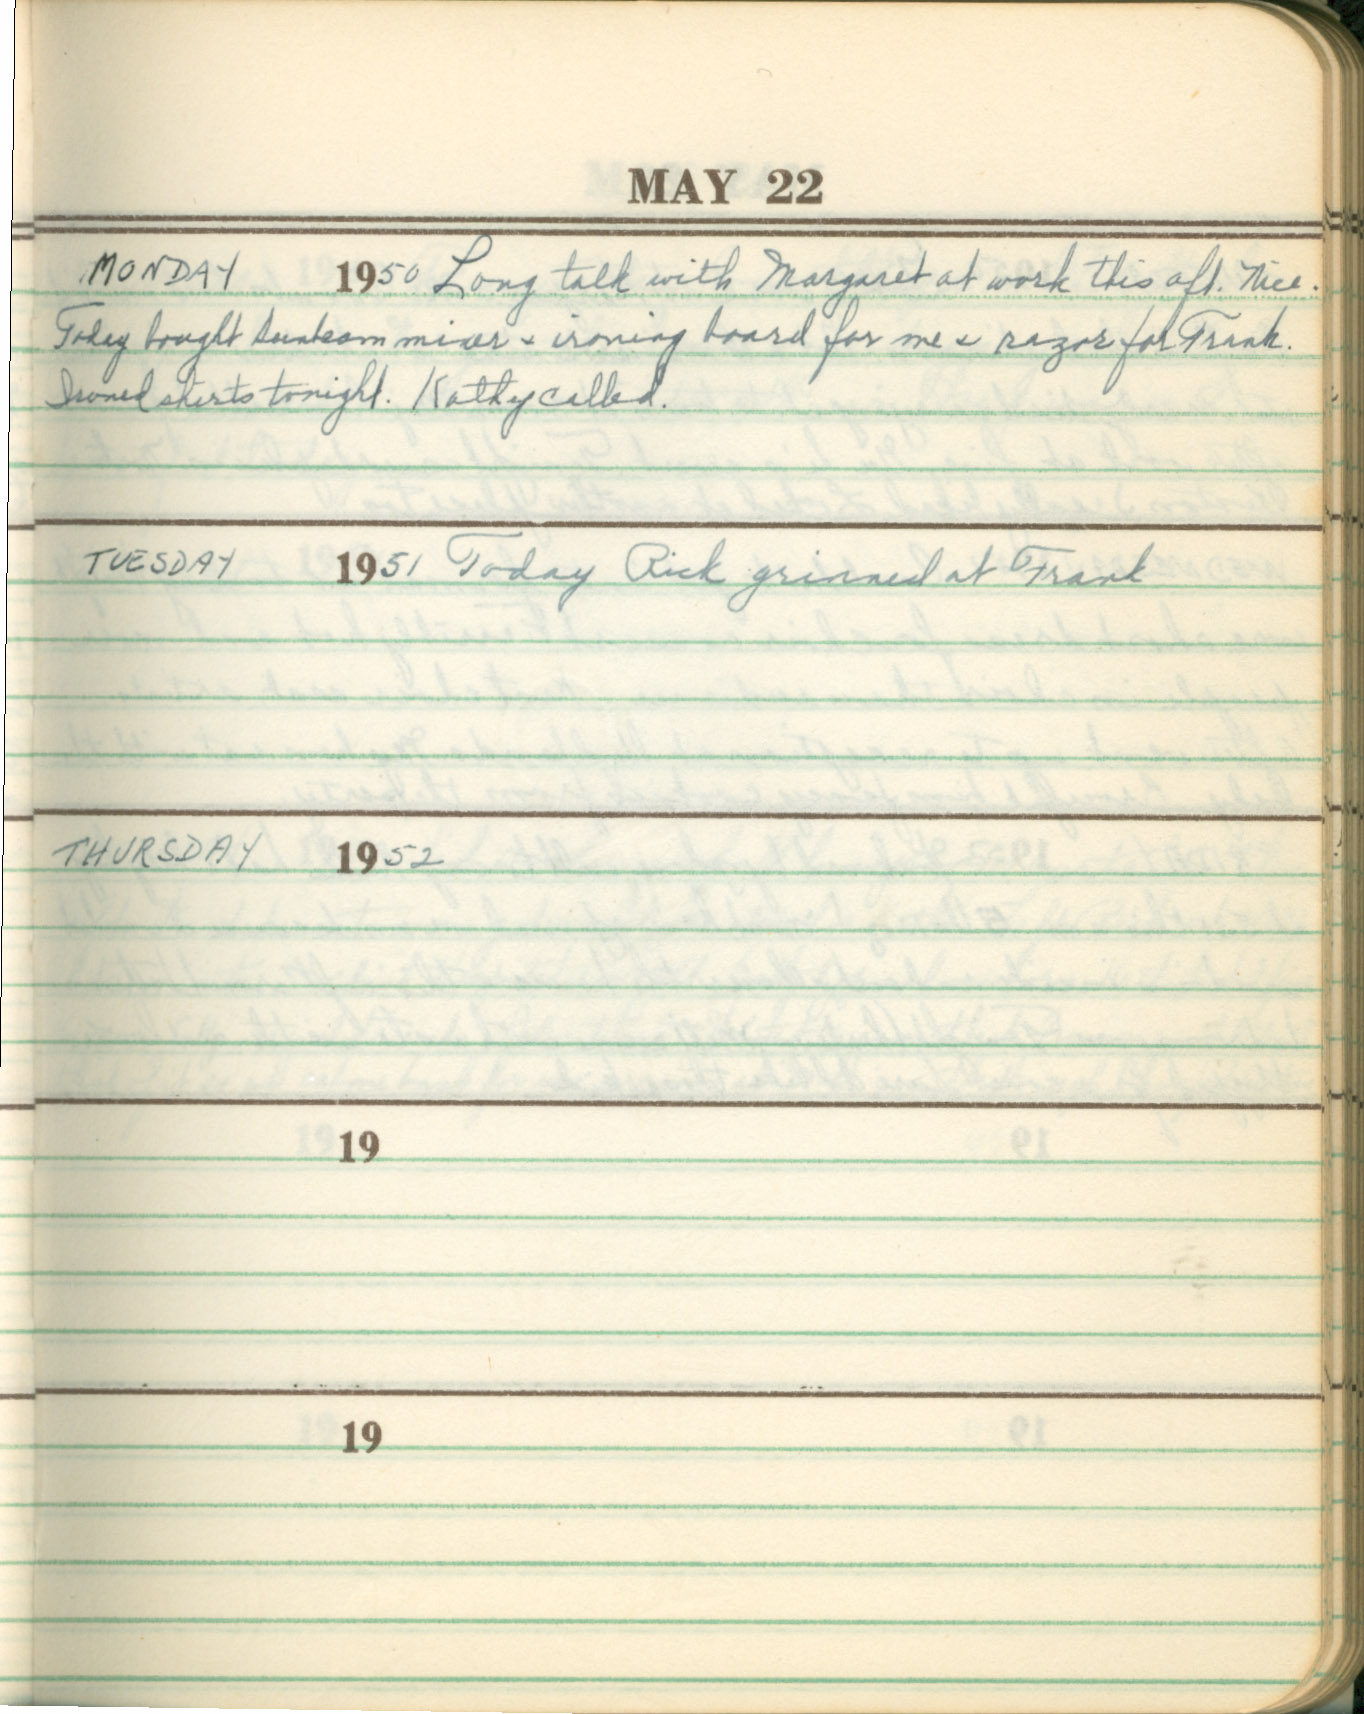 MAY 22
MONDAY 1950 Long talk with Margaret at work this aft. Nice.
Today bought Sunbeam mixer & ironing board for me & razor for Frank.
Ironed shirts tonight. Kathy called.
TUESDAY 1951 Today Rick grinned at Frank
THURSDAY 1952
19
19